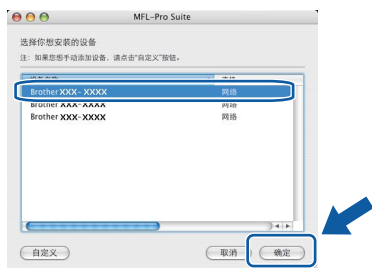 MFL-Pro Suite
选择你想安装的设备
注: 如果您想手动添加设备，请点击"自定义"按钮。
Brother XXX- XXXX 网络
Brother XXX-XXXX 网络
Brother XXX-XXXX 网络
自定义 取消 确定